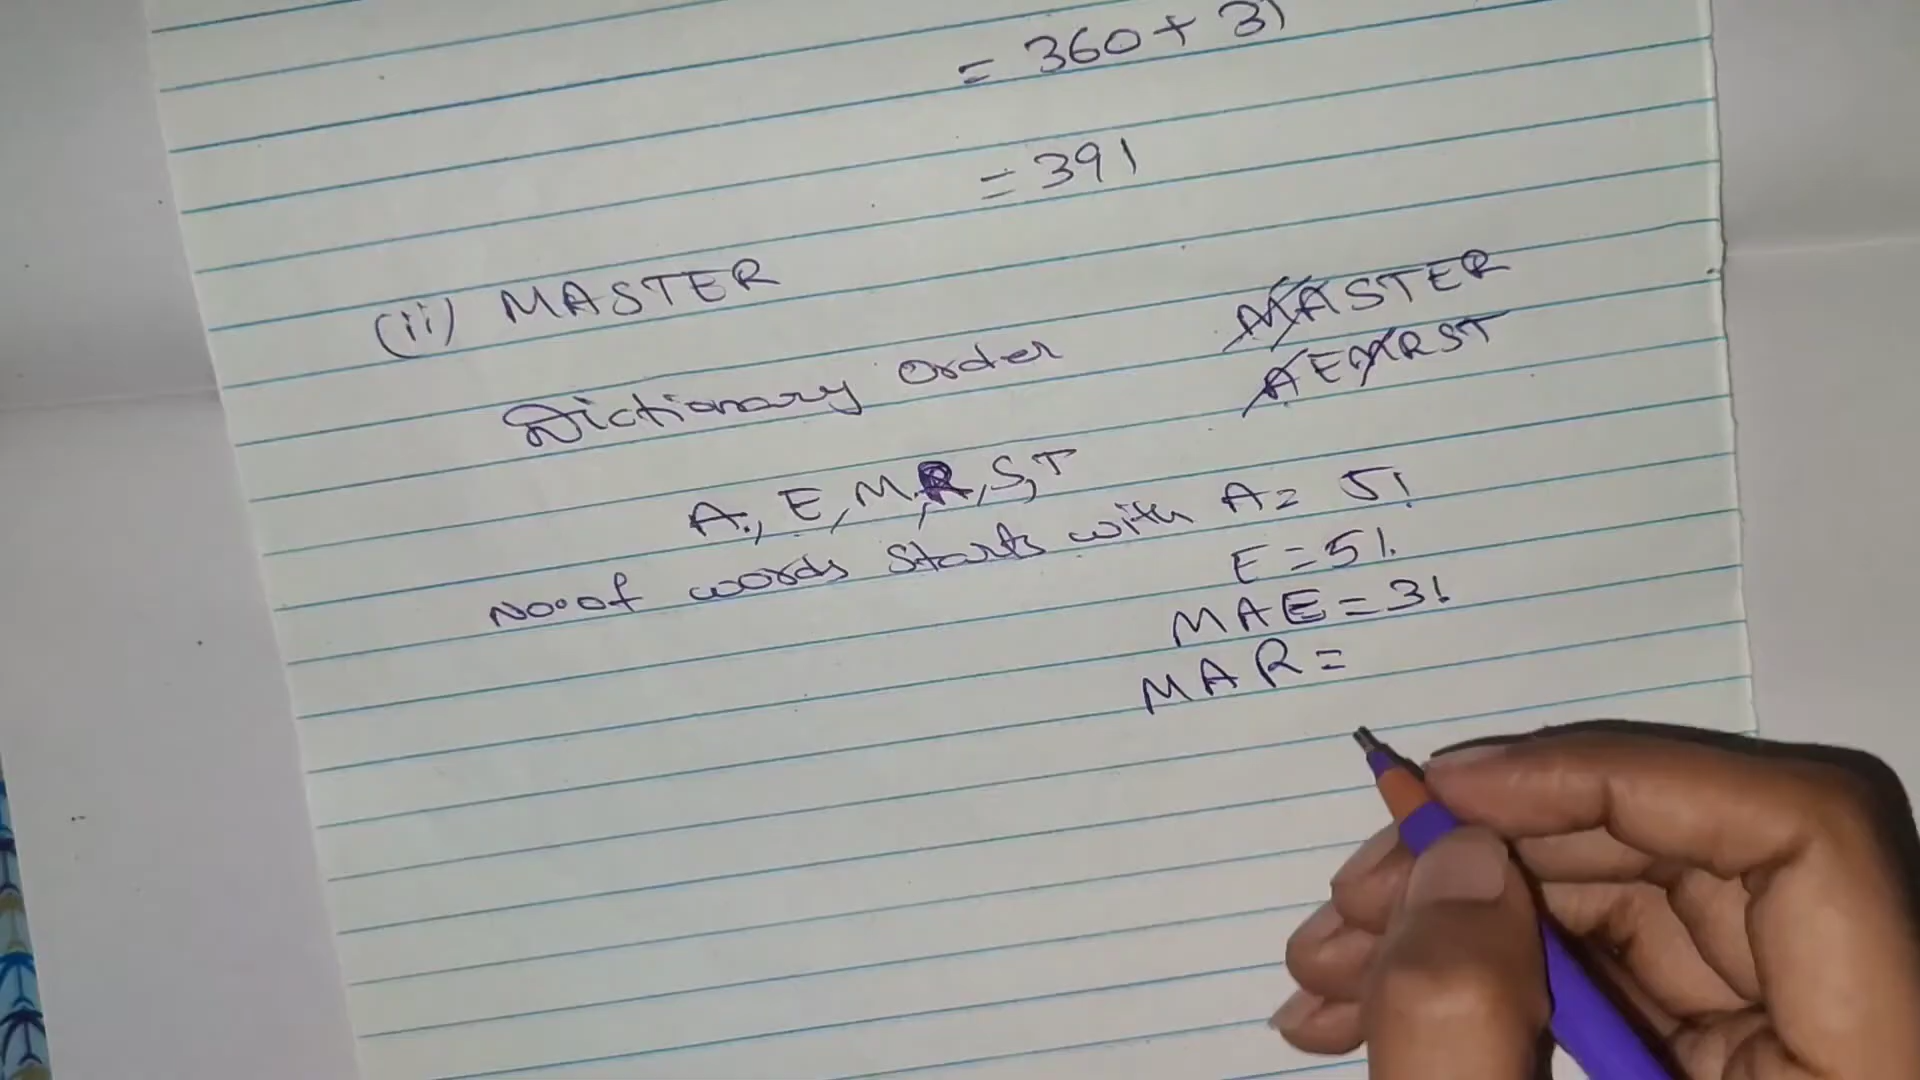 = 360 + 31
= 391
(ii) MASTER
MASTER
Dictionary order
AEMRST
A, E, M, R, S, T
No. of words starts with A = 5!
E = 5!
MAE = 3!
MAR =